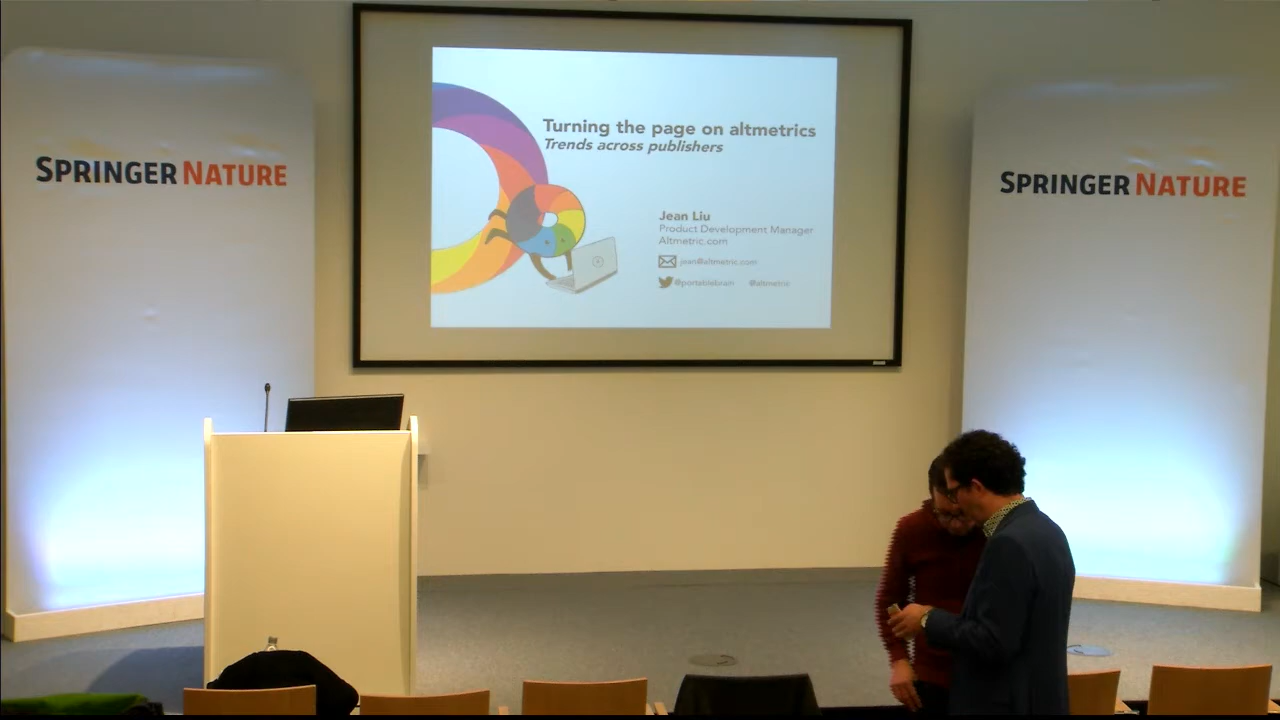 SPRINGER NATURE
Turning the page on altmetrics
Trends across publishers
Jean Liu
Product Development Manager
Altmetric.com
jean@altmetric.com
@portablebrain @altmetric
SPRINGER NATURE